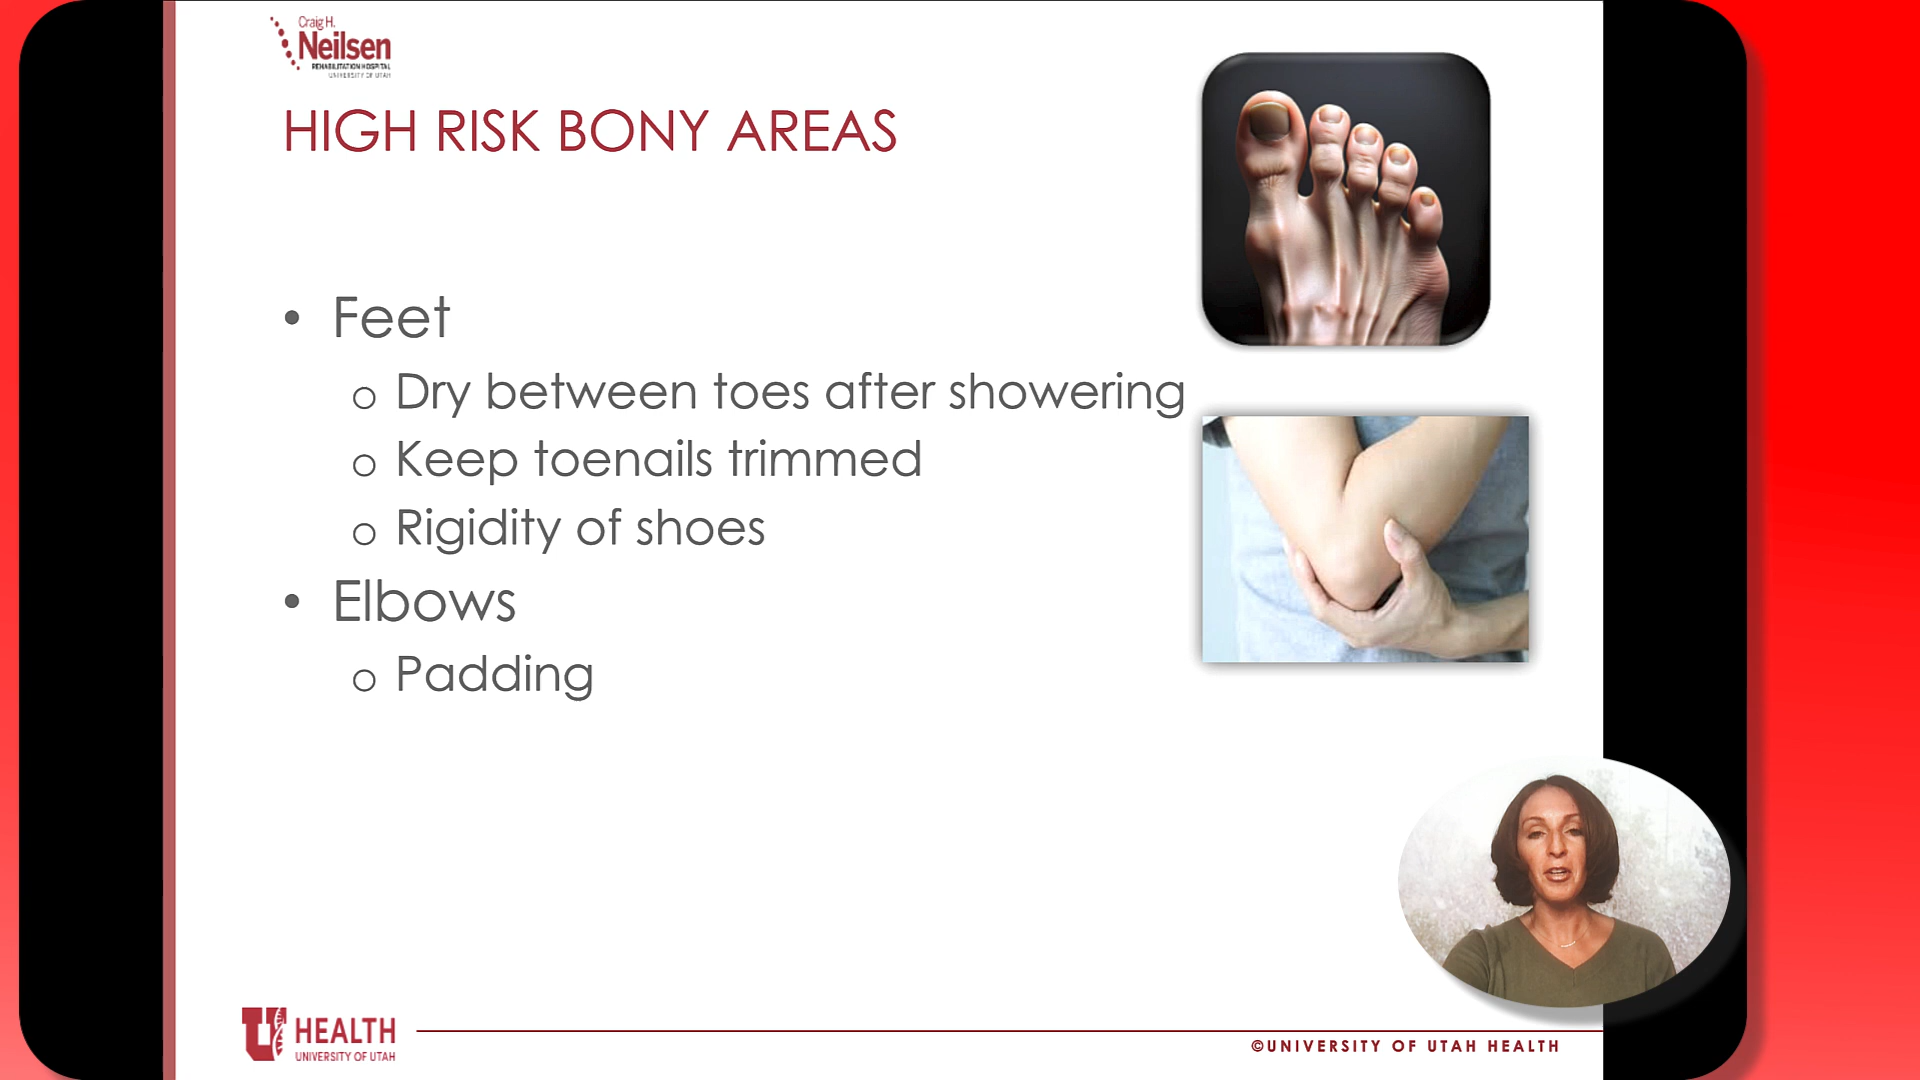 Craig H.
Neilsen
REHABILITATION HOSPITAL
UNIVERSITY OF UTAH
HIGH RISK BONY AREAS
• Feet
o Dry between toes after showering
o Keep toenails trimmed
o Rigidity of shoes
• Elbows
o Padding
U HEALTH
UNIVERSITY OF UTAH
©UNIVERSITY OF UTAH HEALTH